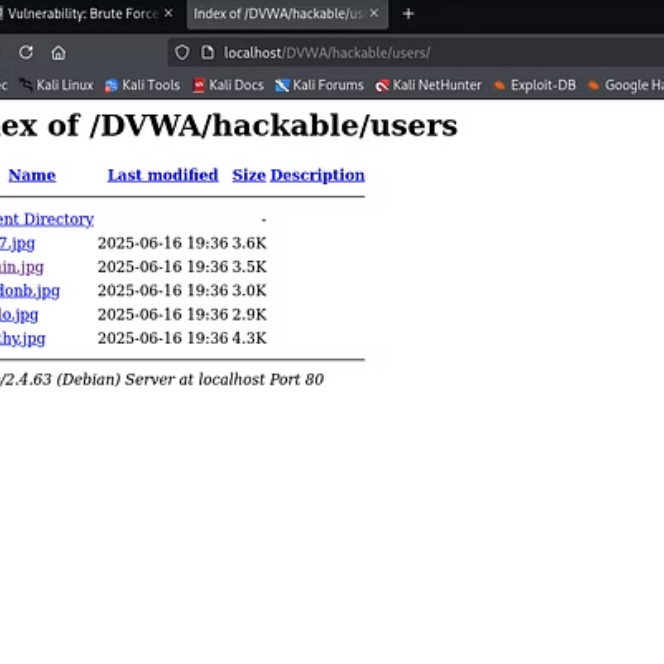 Vulnerability: Brute Force
Index of /DVWA/hackable/us
localhost/DVWA/hackable/users/
Kali Linux Kali Tools Kali Docs Kali Forums Kali NetHunter Exploit-DB Google Ha
ex of /DVWA/hackable/users
Name Last modified Size Description
ent Directory -
7.jpg 2025-06-16 19:36 3.6K
in.jpg 2025-06-16 19:36 3.5K
donb.jpg 2025-06-16 19:36 3.0K
lo.jpg 2025-06-16 19:36 2.9K
thy.jpg 2025-06-16 19:36 4.3K
/2.4.63 (Debian) Server at localhost Port 80